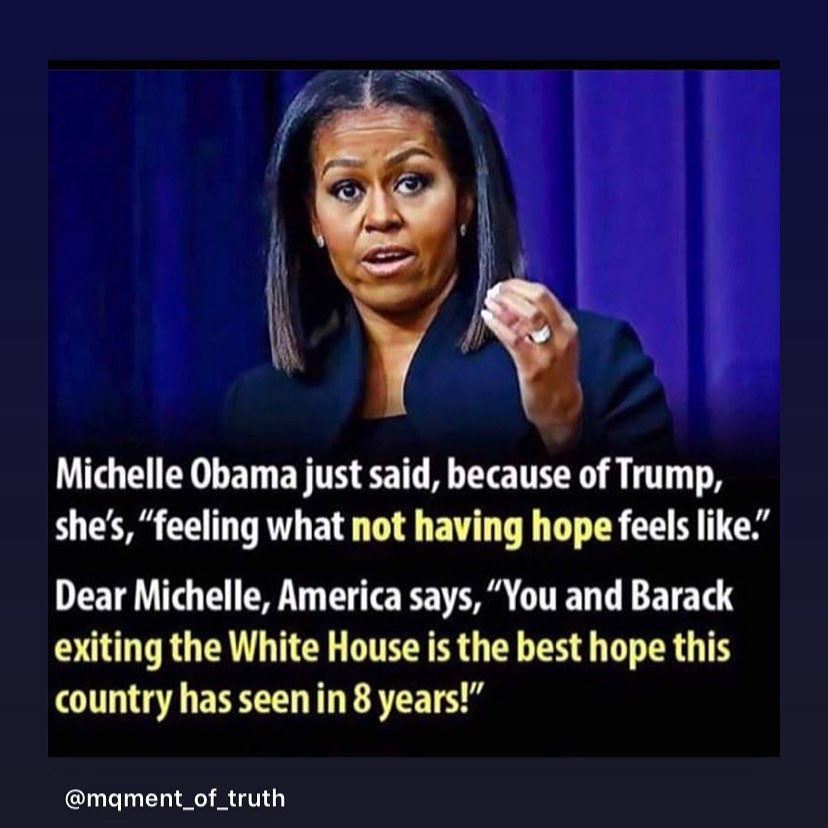 Michelle Obama just said, because of Trump,
she's, “feeling what not having hope feels like.”
Dear Michelle, America says, “You and Barack
exiting the White House is the best hope this
country has seen in 8 years!”
@mqment_of_truth